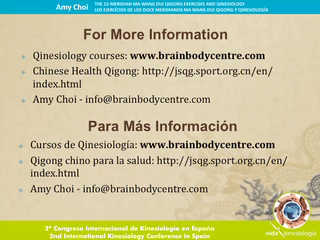 Amy Choi
THE 12-MERIDIAN MA WANG DUI QIGONG EXERCISES AND QINESIOLOGY
LOS EJERCICIOS DE LOS DOCE MERIDIANOS MA WANG DUI QIGONG Y QINESIOLOGÍA
For More Information
Qinesiology courses: www.brainbodycentre.com
Chinese Health Qigong: http://jsqg.sport.org.cn/en/
index.html
Amy Choi - info@brainbodycentre.com
Para Más Información
Cursos de Qinesiología: www.brainbodycentre.com
Qigong chino para la salud: http://jsqg.sport.org.cn/en/
index.html
Amy Choi - info@brainbodycentre.com
2º Congreso Internacional de Kinesiología en España
2nd International Kinesiology Conference in Spain
vida kinesiología